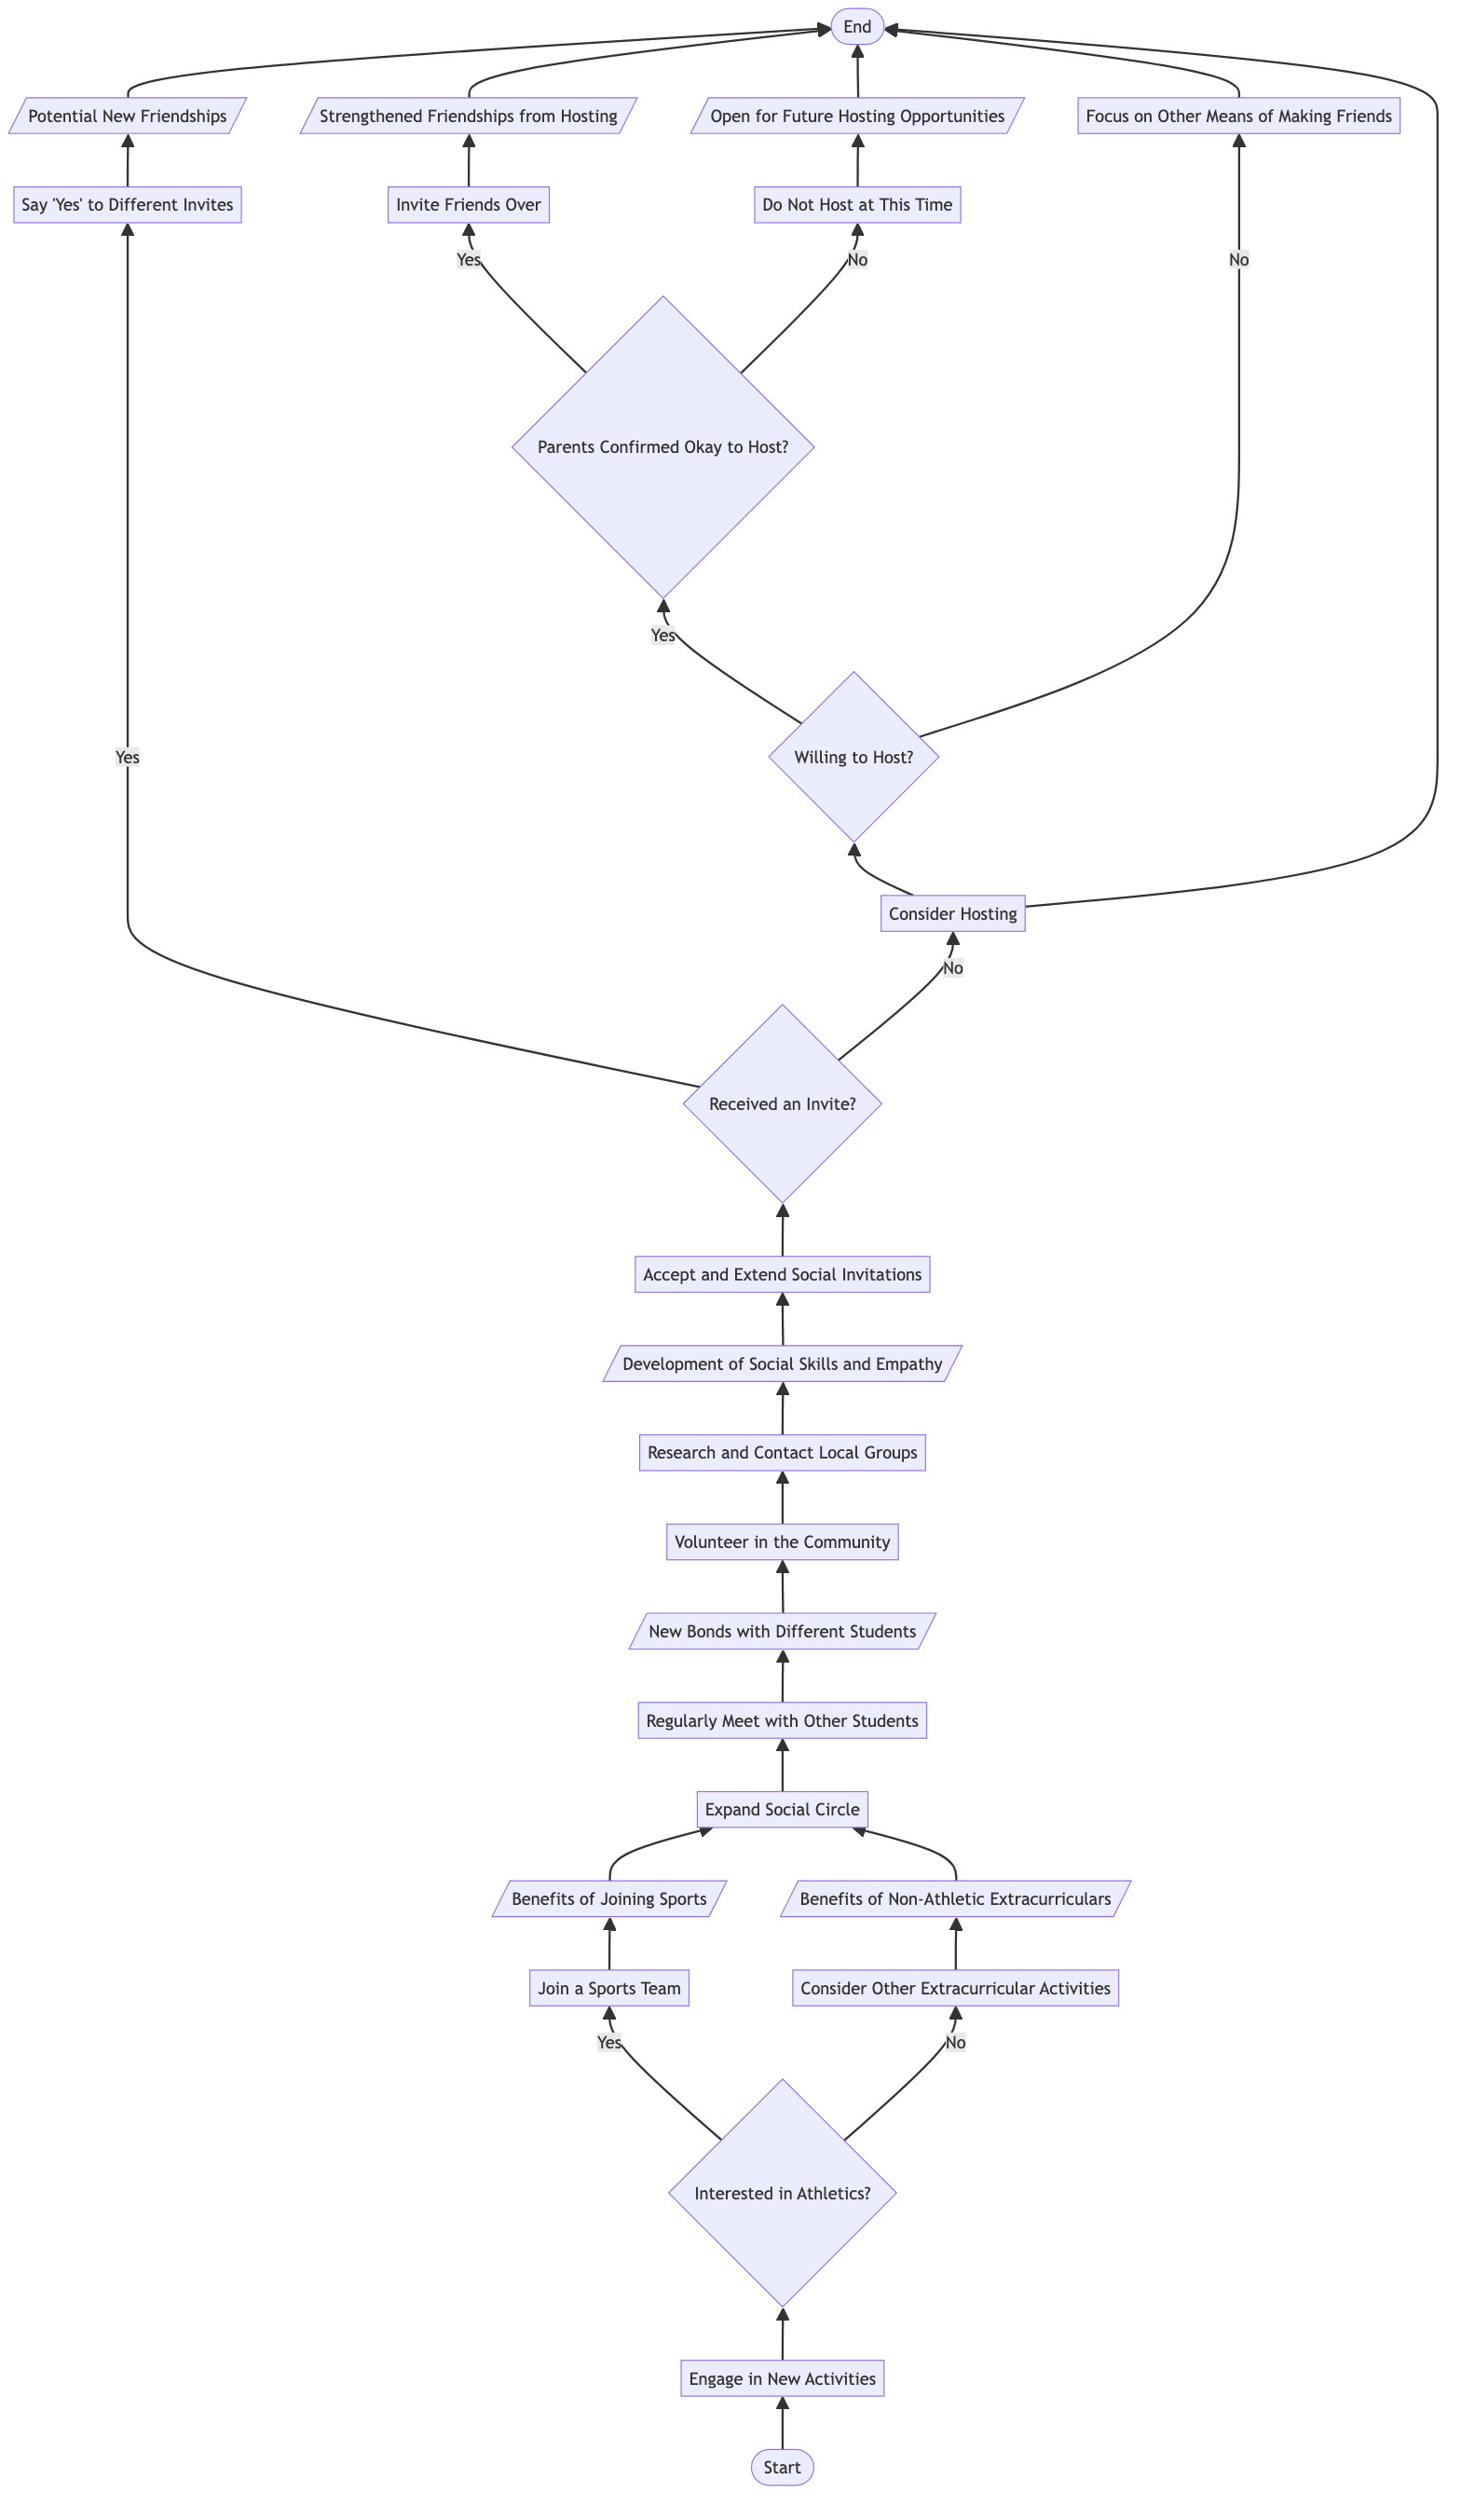 End
Potential New Friendships
Strengthened Friendships from Hosting
Open for Future Hosting Opportunities
Focus on Other Means of Making Friends
Say 'Yes' to Different Invites
Invite Friends Over
Do Not Host at This Time
Yes
No
No
Parents Confirmed Okay to Host?
Yes
Yes
Willing to Host?
Consider Hosting
No
Received an Invite?
Accept and Extend Social Invitations
Development of Social Skills and Empathy
Research and Contact Local Groups
Volunteer in the Community
New Bonds with Different Students
Regularly Meet with Other Students
Expand Social Circle
Benefits of Joining Sports
Benefits of Non-Athletic Extracurriculars
Join a Sports Team
Consider Other Extracurricular Activities
Yes
No
Interested in Athletics?
Engage in New Activities
Start